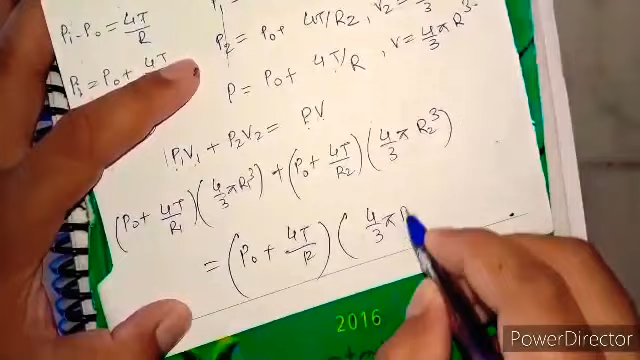 Pi - P0 = 4T/R
P1 = P0 + 4T
P2 = P0 + 4T/R2 , V2 =
P = P0 + 4T/R , V = 4/3 π R³
P1V1 + P2V2 = PV
(P0 + 4T/R1)(4/3 π R1³) + (P0 + 4T/R2)(4/3 π R2³)
= (P0 + 4T/R)(4/3 π R
2016
PowerDirector